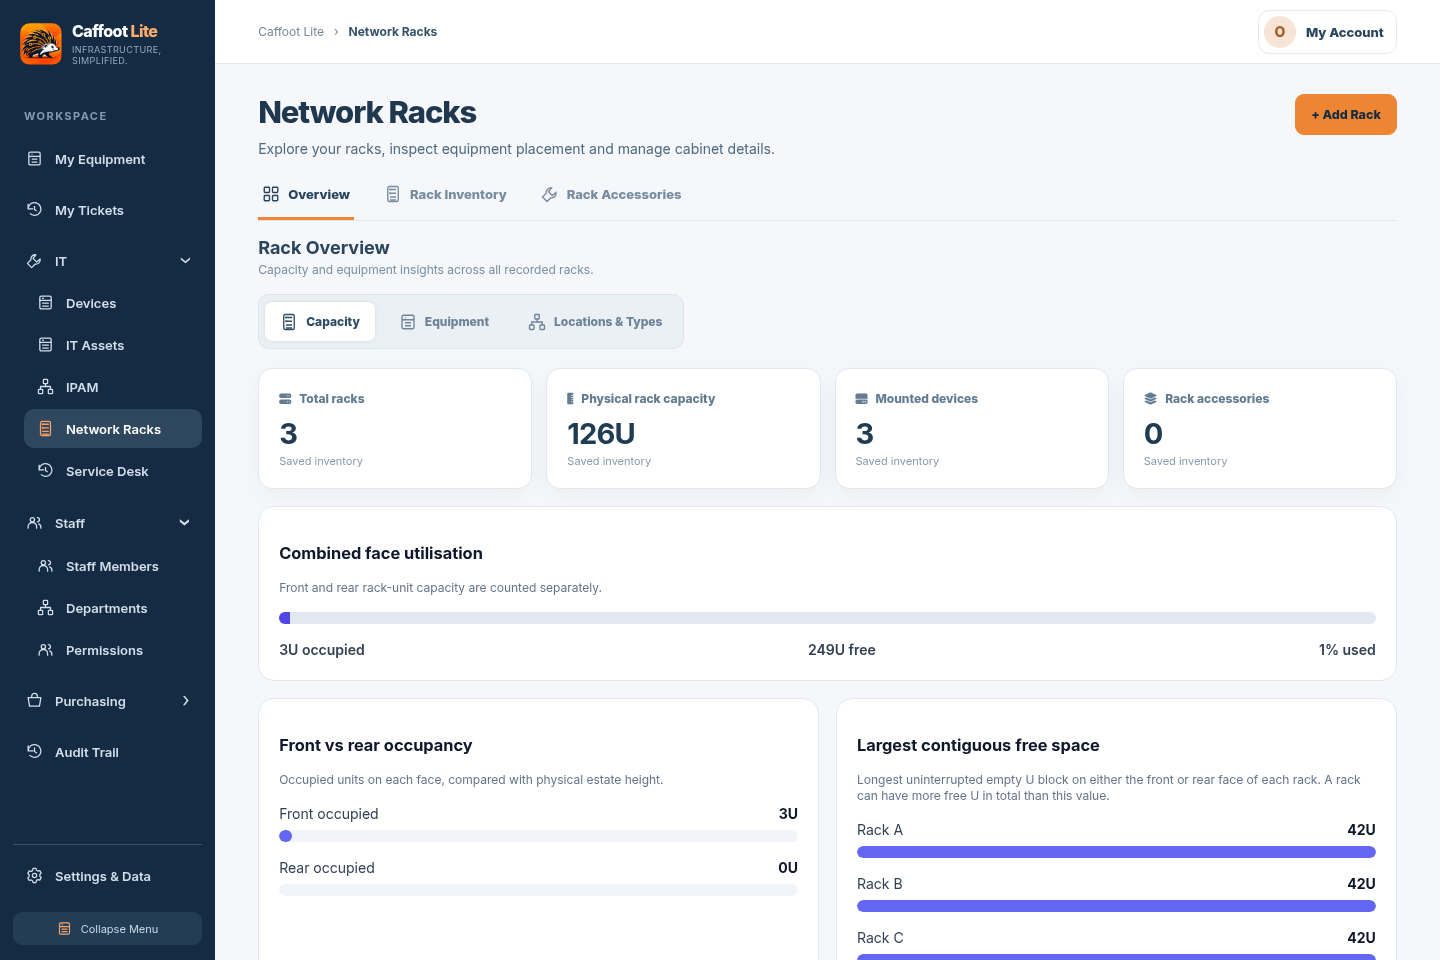 Caffoot Lite
INFRASTRUCTURE,
SIMPLIFIED.
WORKSPACE
My Equipment
My Tickets
IT
Devices
IT Assets
IPAM
Network Racks
Service Desk
Staff
Staff Members
Departments
Permissions
Purchasing
Audit Trail
Settings & Data
Collapse Menu
Caffoot Lite › Network Racks
O My Account
Network Racks
+ Add Rack
Explore your racks, inspect equipment placement and manage cabinet details.
Overview Rack Inventory Rack Accessories
Rack Overview
Capacity and equipment insights across all recorded racks.
Capacity Equipment Locations & Types
Total racks
3
Saved inventory
Physical rack capacity
126U
Saved inventory
Mounted devices
3
Saved inventory
Rack accessories
0
Saved inventory
Combined face utilisation
Front and rear rack-unit capacity are counted separately.
3U occupied 249U free 1% used
Front vs rear occupancy
Occupied units on each face, compared with physical estate height.
Front occupied 3U
Rear occupied 0U
Largest contiguous free space
Longest uninterrupted empty U block on either the front or rear face of each rack. A rack
can have more free U in total than this value.
Rack A 42U
Rack B 42U
Rack C 42U